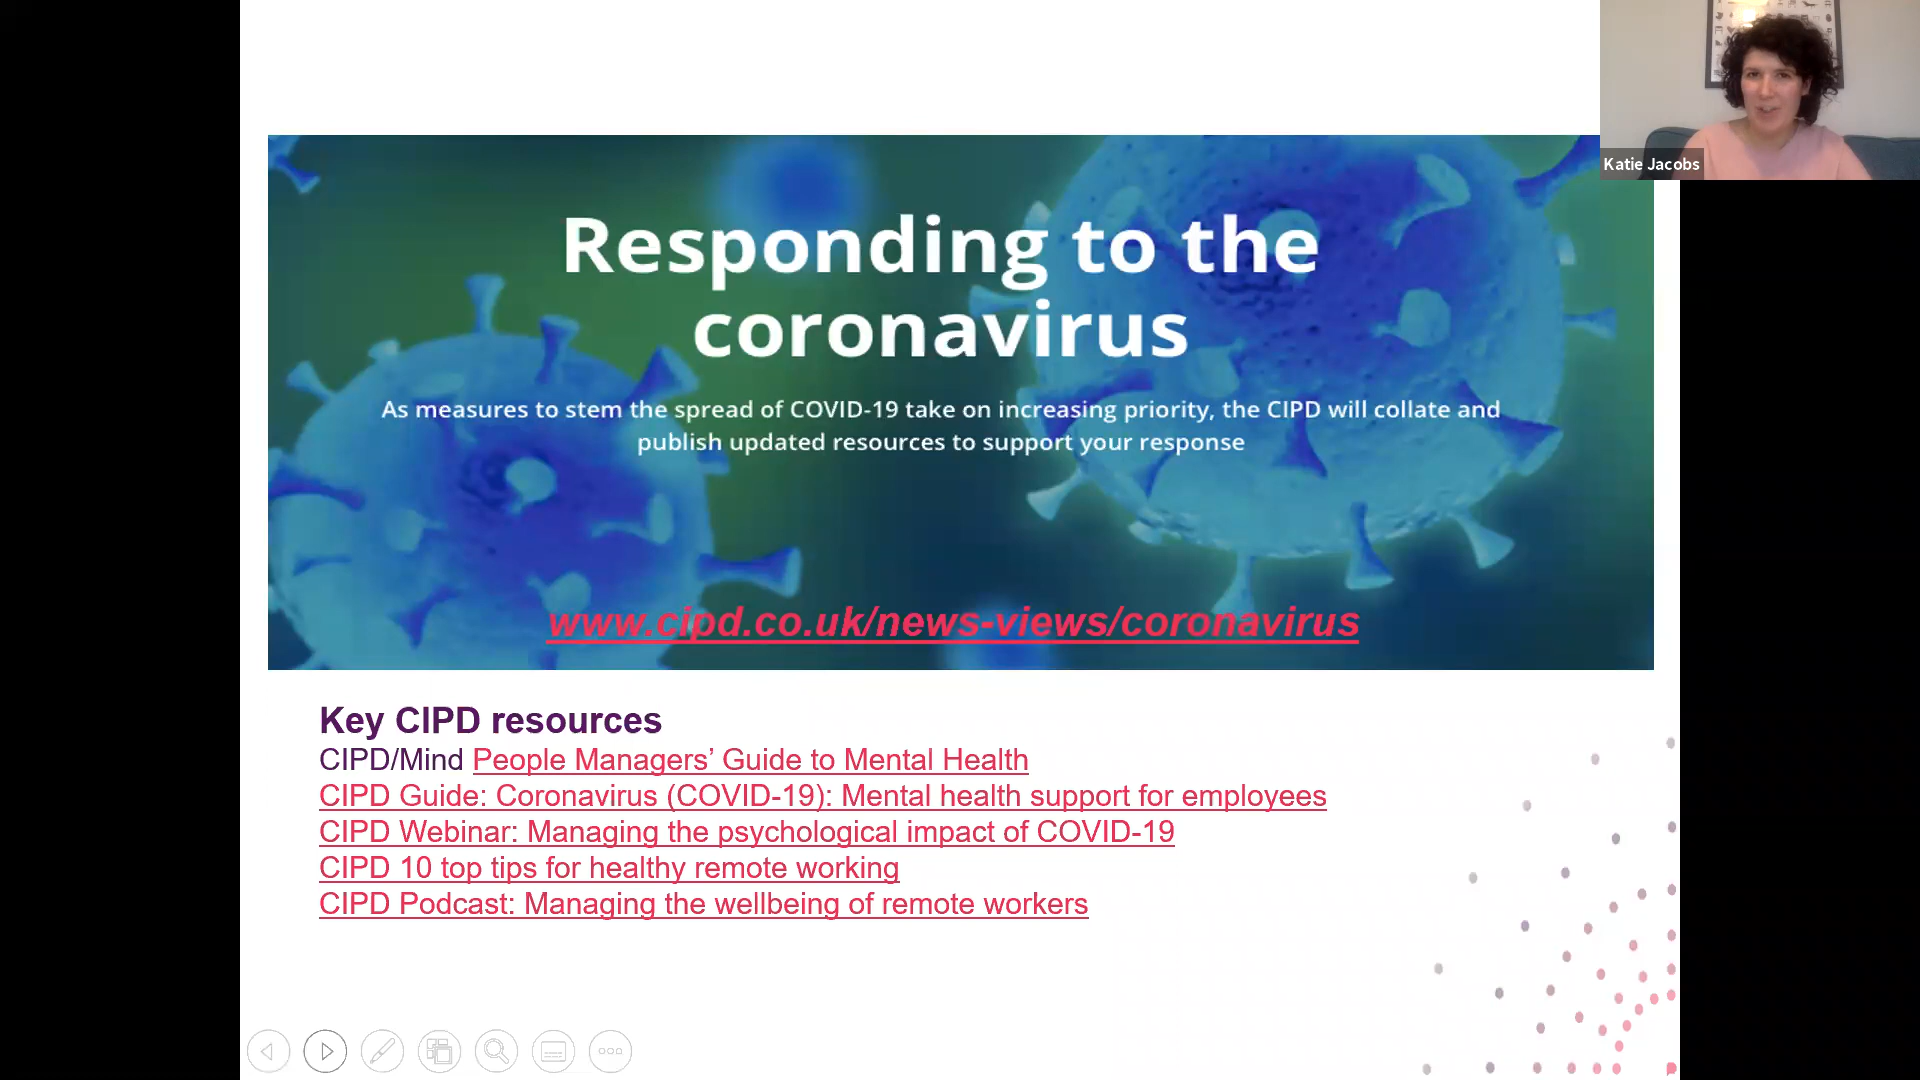 Katie Jacobs
Responding to the
coronavirus
As measures to stem the spread of COVID-19 take on increasing priority, the CIPD will collate and
publish updated resources to support your response
www.cipd.co.uk/news-views/coronavirus
Key CIPD resources
CIPD/Mind People Managers’ Guide to Mental Health
CIPD Guide: Coronavirus (COVID-19): Mental health support for employees
CIPD Webinar: Managing the psychological impact of COVID-19
CIPD 10 top tips for healthy remote working
CIPD Podcast: Managing the wellbeing of remote workers